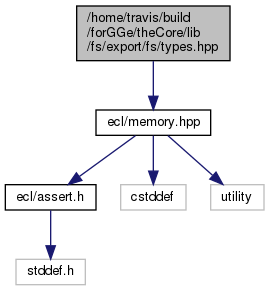 /home/travis/build
/forGGe/theCore/lib
/fs/export/fs/types.hpp
ecl/memory.hpp
ecl/assert.h
cstddef
utility
stddef.h